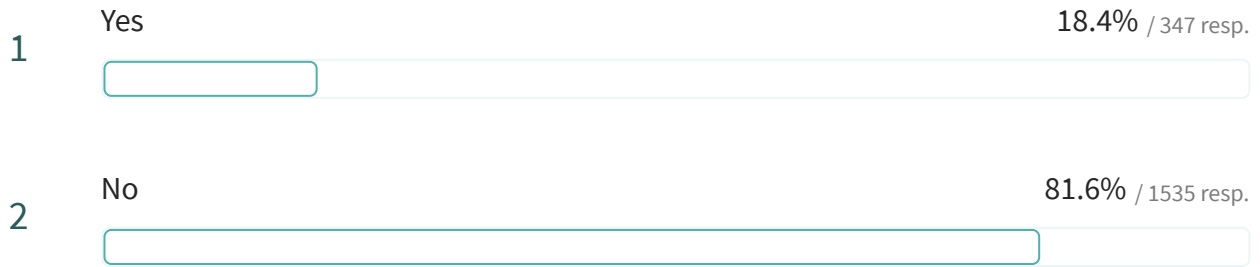 1
Yes 18.4% / 347 resp.
2
No 81.6% / 1535 resp.